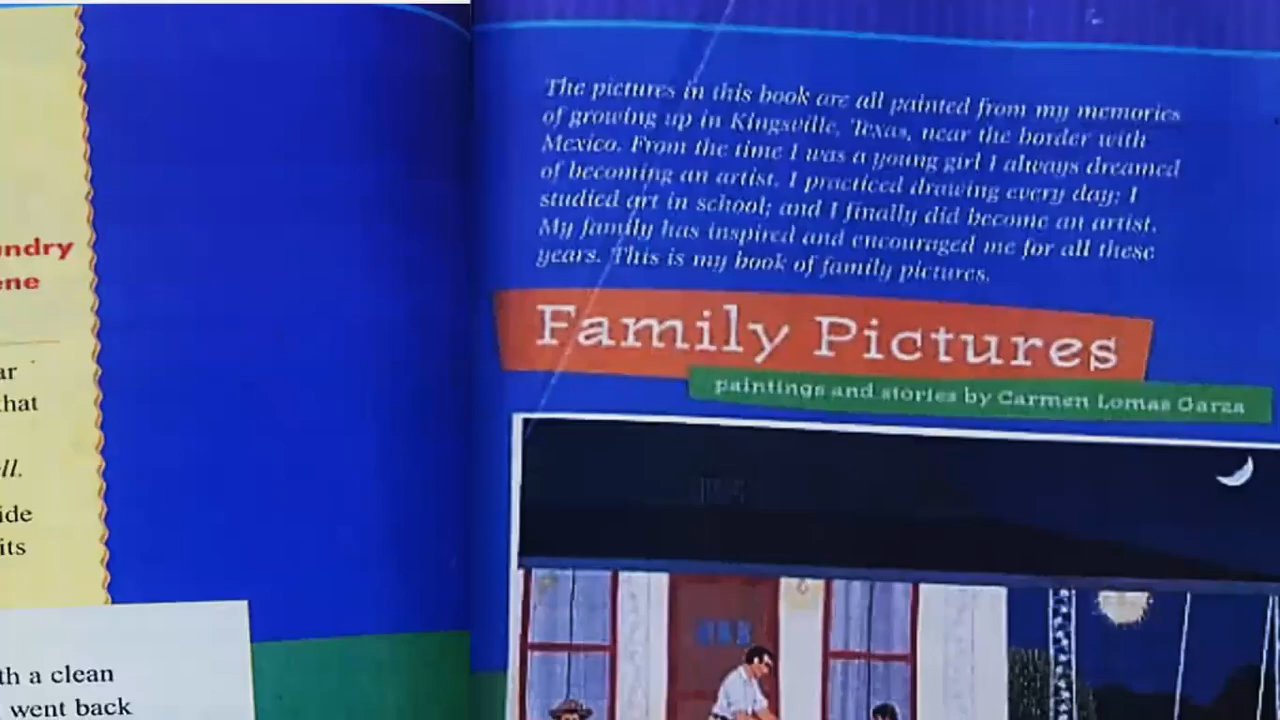 undry
ene
ar
that
ll.
ide
its
th a clean
went back
The pictures in this book are all painted from my memories
of growing up in Kingsville, Texas, near the border with
Mexico. From the time I was a young girl I always dreamed
of becoming an artist. I practiced drawing every day; I
studied art in school; and I finally did become an artist.
My family has inspired and encouraged me for all these
years. This is my book of family pictures.
Family Pictures
paintings and stories by Carmen Lomas Garza